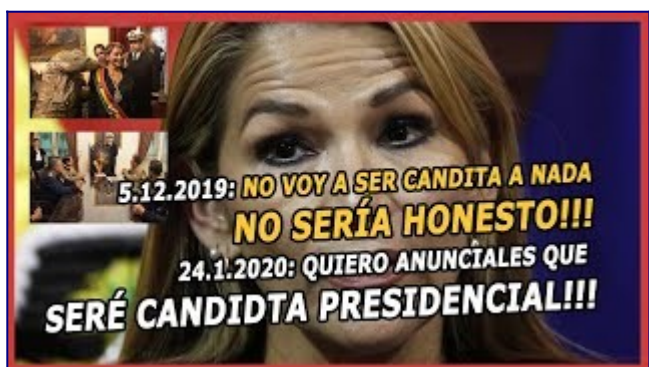 5.12.2019: NO VOY A SER CANDITA A NADA
NO SERÍA HONESTO!!!
24.1.2020: QUIERO ANUNCIALES QUE
SERÉ CANDIDTA PRESIDENCIAL!!!